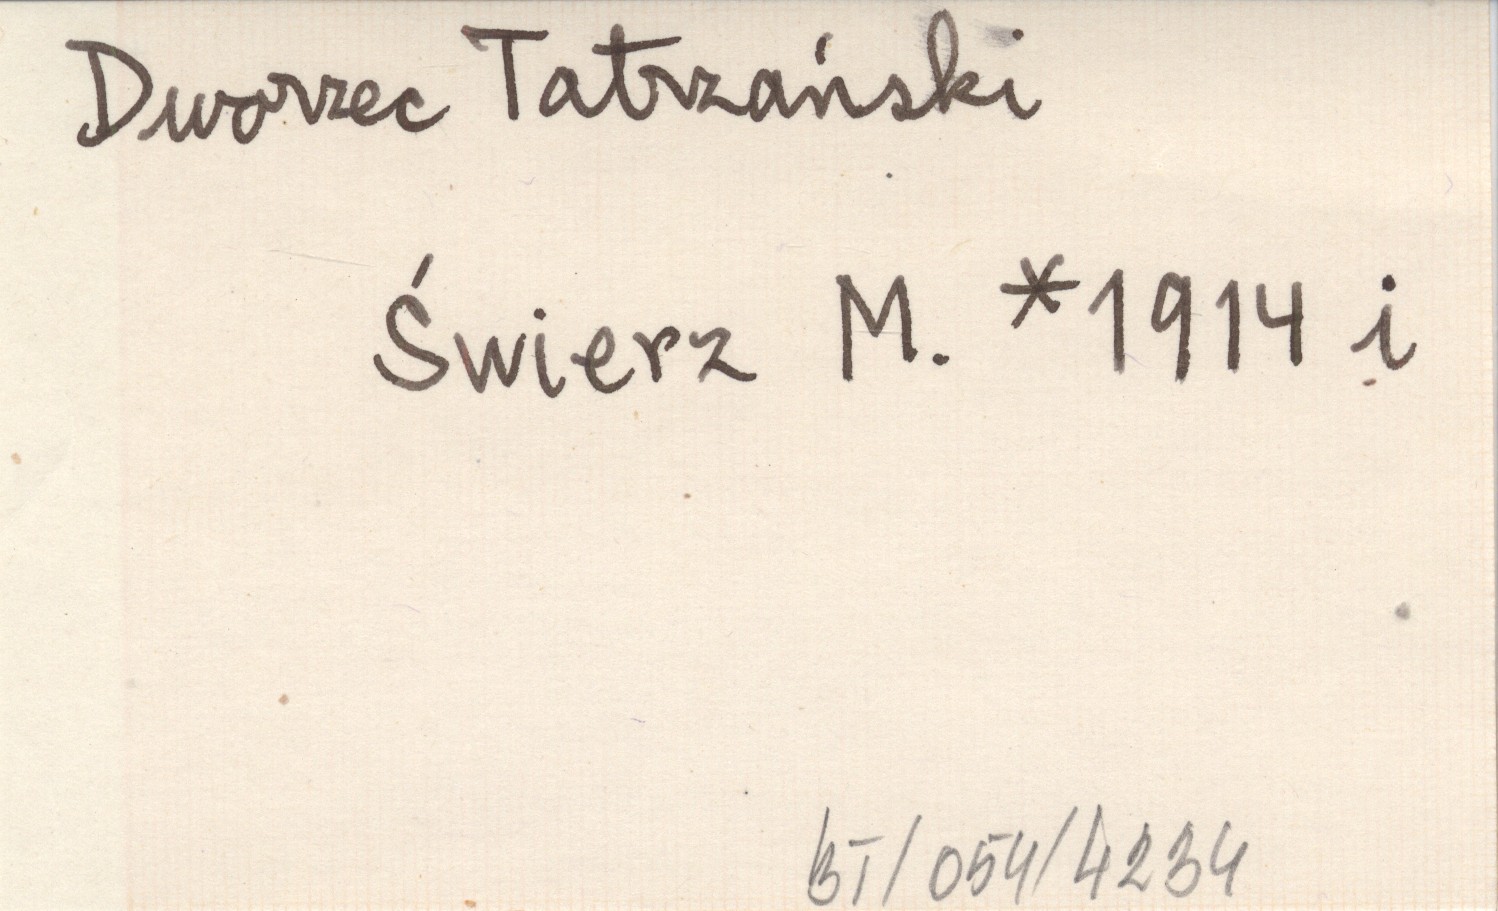 Dworzec Tatrzański
Świerz M. *1914 i
BT/054/4234